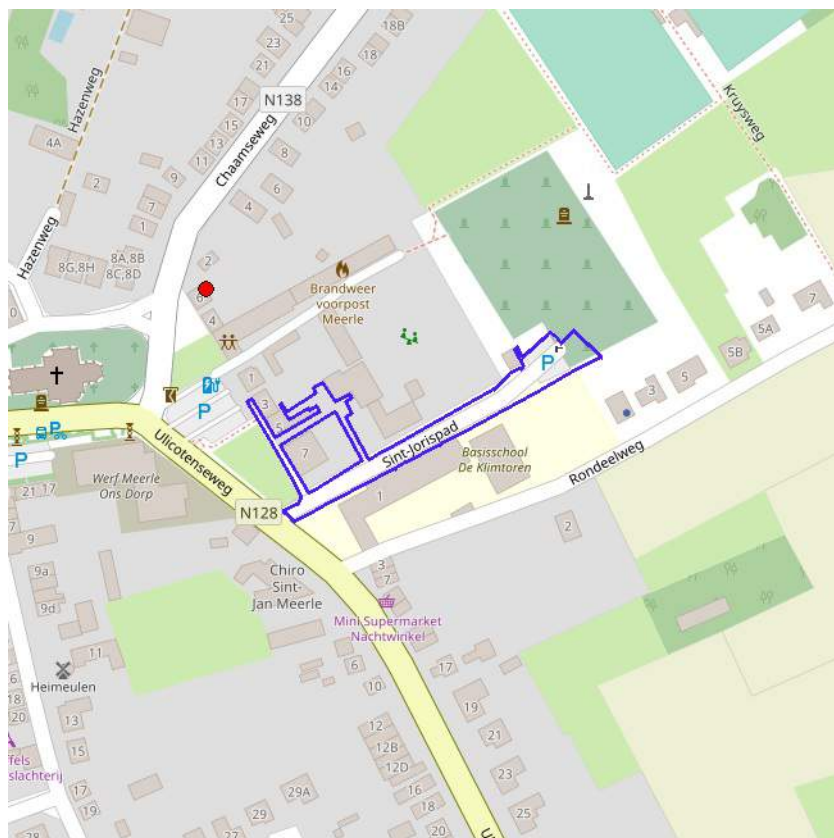 25
18B
23
18
21
16
14
17
N138
10
15
13
11
8
Hazenweg
4A
Chaamseweg
Kruysweg
9
2
6
7
4
1
Hazenweg
8A, 8B
8G, 8H
8C, 8D
2
6
4
Brandweer
voorpost
Meerle
7
5A
5B
5
3
P
1
3
5
P
7
Sint-Jorispad
Basisschool
De Klimtoren
Rondeelweg
Ulicotenseweg
P
P
21
17
Werf Meerle
Ons Dorp
1
N128
2
9
9a
9d
Chiro
Sint-
Jan Meerle
3
7
Mini Supermarket
Nachtwinkel
11
6
17
10
Heimeulen
16
18
20
13
15
19
12
12B
12D
21
ffels
slachterij
17
19
23
16
18
20
29A
29
27
25
28